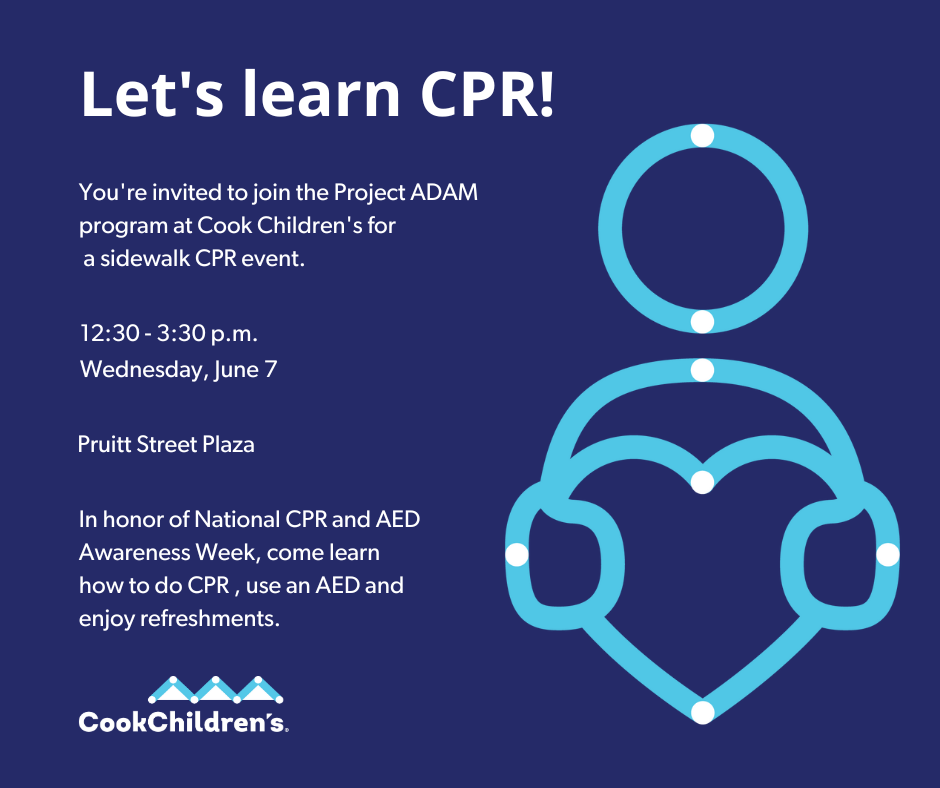 Let's learn CPR!
You're invited to join the Project ADAM
program at Cook Children's for
a sidewalk CPR event.
12:30 - 3:30 p.m.
Wednesday, June 7
Pruitt Street Plaza
In honor of National CPR and AED
Awareness Week, come learn
how to do CPR , use an AED and
enjoy refreshments.
CookChildren's®